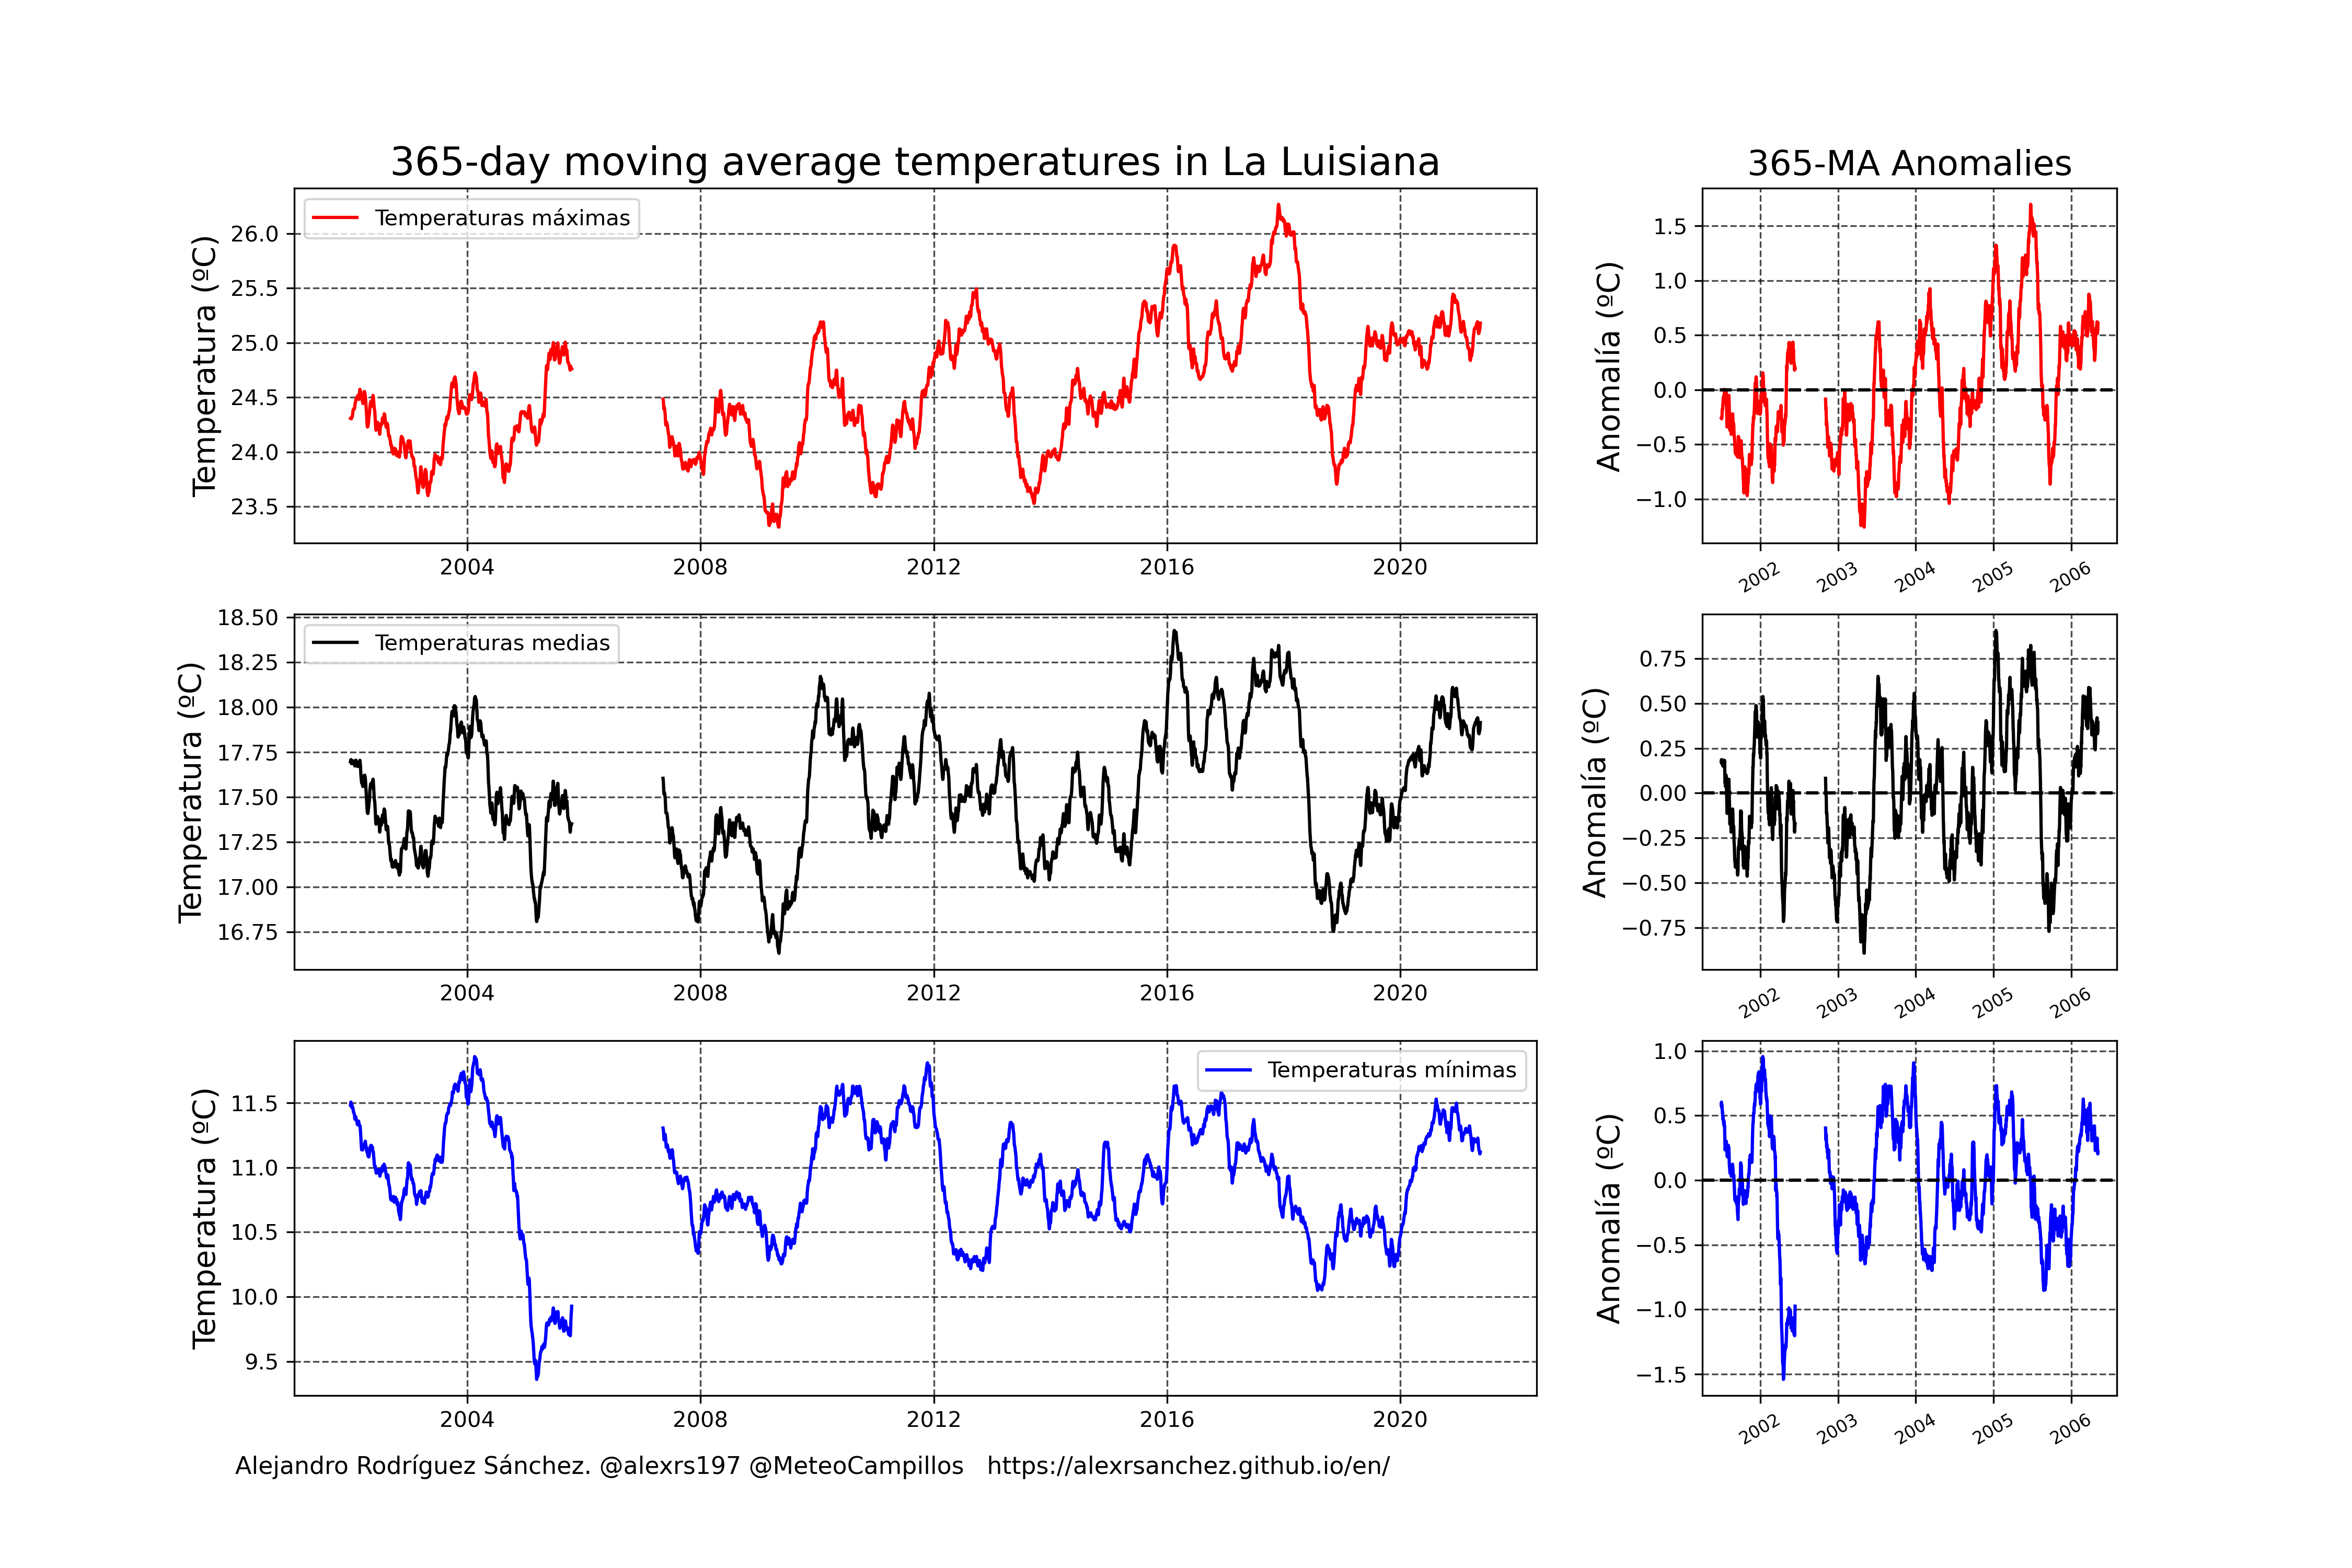 365-day moving average temperatures in La Luisiana
365-MA Anomalies
Temperaturas máximas
Temperatura (ºC)
26.0
25.5
25.0
24.5
24.0
23.5
2004 2008 2012 2016 2020
Anomalía (ºC)
1.5
1.0
0.5
0.0
−0.5
−1.0
2002 2003 2004 2005 2006
Temperaturas medias
Temperatura (ºC)
18.50
18.25
18.00
17.75
17.50
17.25
17.00
16.75
2004 2008 2012 2016 2020
Anomalía (ºC)
0.75
0.50
0.25
0.00
−0.25
−0.50
−0.75
2002 2003 2004 2005 2006
Temperaturas mínimas
Temperatura (ºC)
11.5
11.0
10.5
10.0
9.5
2004 2008 2012 2016 2020
Anomalía (ºC)
1.0
0.5
0.0
−0.5
−1.0
−1.5
2002 2003 2004 2005 2006
Alejandro Rodríguez Sánchez. @alexrs197 @MeteoCampillos https://alexrsanchez.github.io/en/